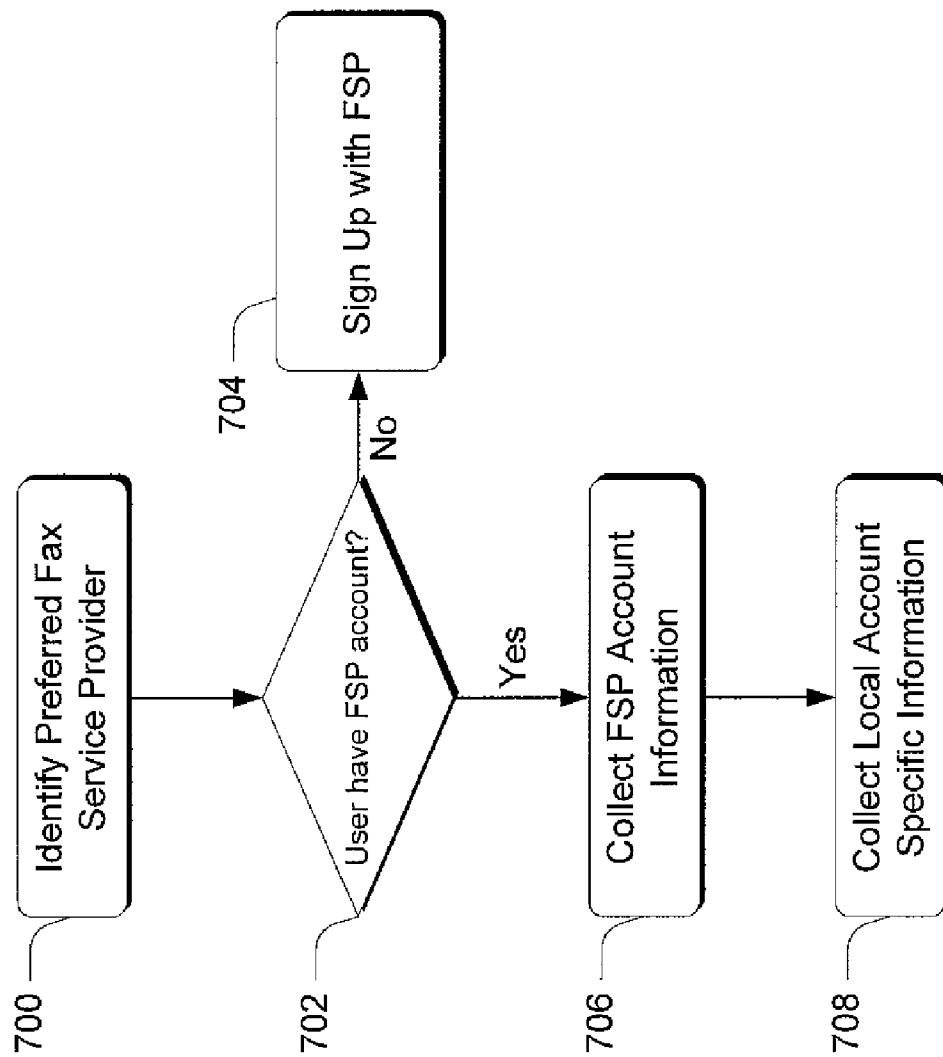 700
Identify Preferred Fax
Service Provider
702
User have FSP account?
No
704
Sign Up with FSP
Yes
706
Collect FSP Account
Information
708
Collect Local Account
Specific Information